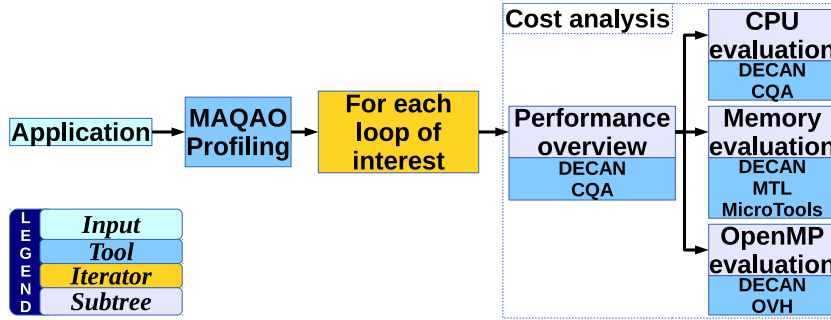 Cost analysis
Application
MAQAO
Profiling
For each
loop of
interest
Performance
overview
DECAN
CQA
CPU
evaluation
DECAN
CQA
Memory
evaluation
DECAN
MTL
MicroTools
OpenMP
evaluation
DECAN
OVH
LEGEND
Input
Tool
Iterator
Subtree